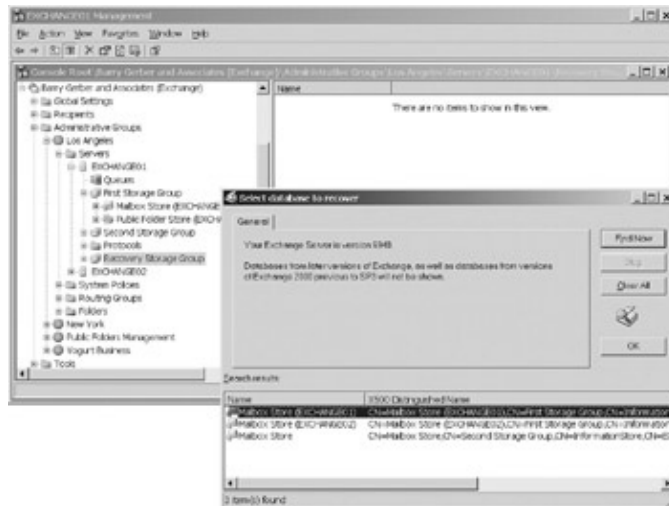 EXCHANGE01 Management
File Action View Favorites Window Help
Console Root\Barry Gerber and Associates (Exchange)\Administrative Groups\Los Angeles\Servers\EXCHANGE01\Recovery
Barry Gerber and Associates (Exchange)
Global Settings
Recipients
Administrative Groups
Los Angeles
Servers
EXCHANGE01
Queues
First Storage Group
Mailbox Store (EXCHANGE
Public Folder Store (EXCH
Second Storage Group
Protocols
Recovery Storage Group
EXCHANGE02
System Policies
Routing Groups
Folders
New York
Public Folders Management
Yogurt Business
Tools
Name
There are no items to show in this view.
Select database to recover
General
Your Exchange Server is version 6949.
Databases from later versions of Exchange, as well as databases from versions
of Exchange 2000 previous to SP3 will not be shown.
Find Now
Stop
Clear All
OK
Search results:
Name X500 Distinguished Name
Mailbox Store (EXCHANGE01) CN=Mailbox Store (EXCHANGE01),CN=First Storage Group,CN=Information
Mailbox Store (EXCHANGE02) CN=Mailbox Store (EXCHANGE02),CN=First Storage Group,CN=Information
Mailbox Store CN=Mailbox Store,CN=Second Storage Group,CN=InformationStore,CN=E
3 item(s) found